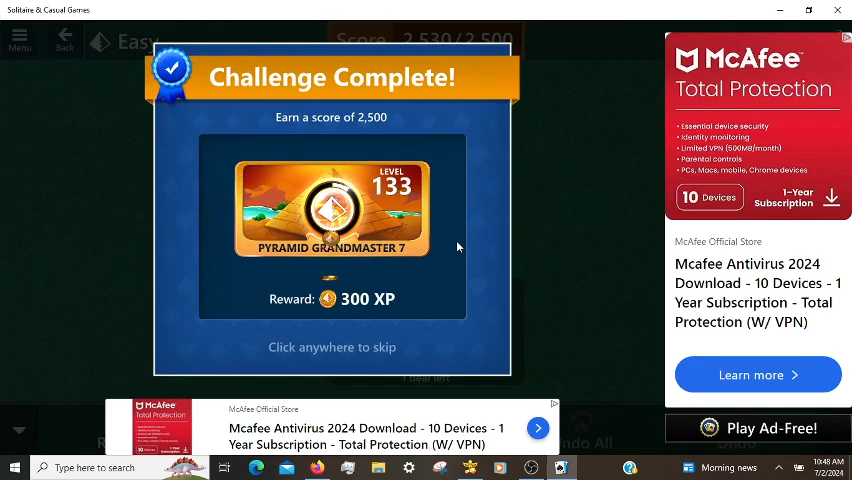 Solitaire & Casual Games
Menu
Back
Easy
Score 2,530/2,500
Challenge Complete!
Earn a score of 2,500
LEVEL
133
PYRAMID GRANDMASTER 7
Reward: 300 XP
Click anywhere to skip
1 deal left
McAfee™
Total Protection
• Essential device security
• Identity monitoring
• Limited VPN (500MB/month)
• Parental controls
• PCs, Macs, mobile, Chrome devices
10 Devices
1-Year
Subscription
McAfee Official Store
Mcafee Antivirus 2024
Download - 10 Devices - 1
Year Subscription - Total
Protection (W/ VPN)
Learn more
Play Ad-Free!
McAfee
Total Protection
McAfee Official Store
Mcafee Antivirus 2024 Download - 10 Devices - 1
Year Subscription - Total Protection (W/ VPN)
Undo All
Undo
Type here to search
Morning news
10:48 AM
7/2/2024